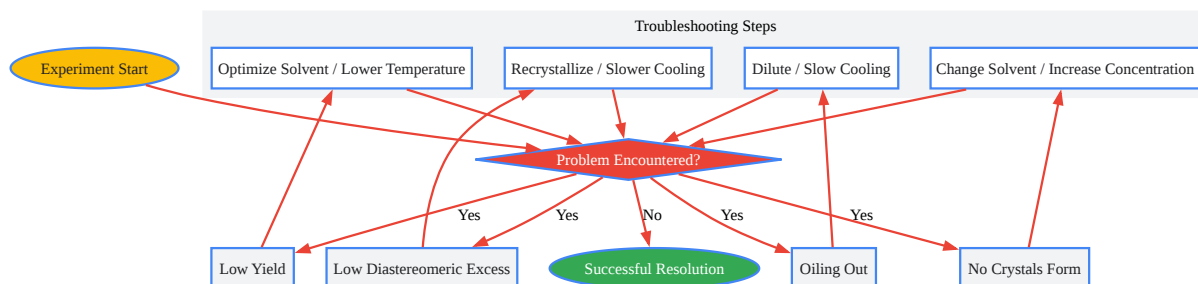 Troubleshooting Steps
Experiment Start
Optimize Solvent / Lower Temperature
Recrystallize / Slower Cooling
Dilute / Slow Cooling
Change Solvent / Increase Concentration
Problem Encountered?
Yes
Yes
No
Yes
Yes
Low Yield
Low Diastereomeric Excess
Successful Resolution
Oiling Out
No Crystals Form